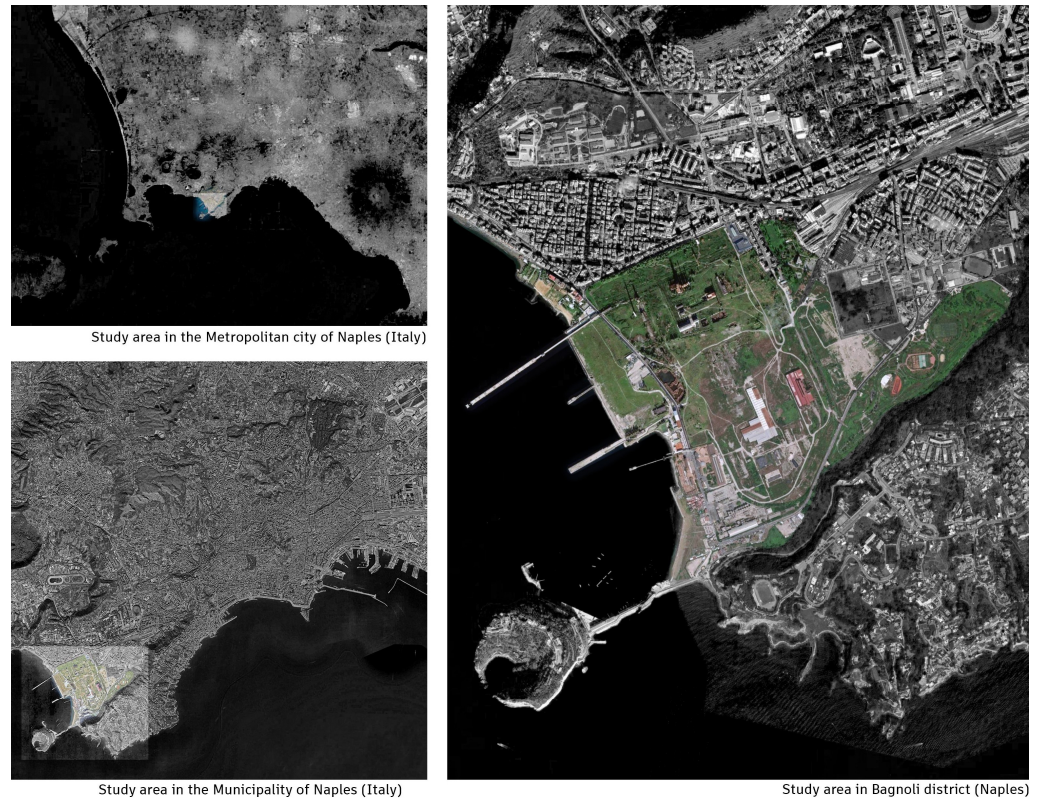 Study area in the Metropolitan city of Naples (Italy)
Study area in the Municipality of Naples (Italy)
Study area in Bagnoli district (Naples)